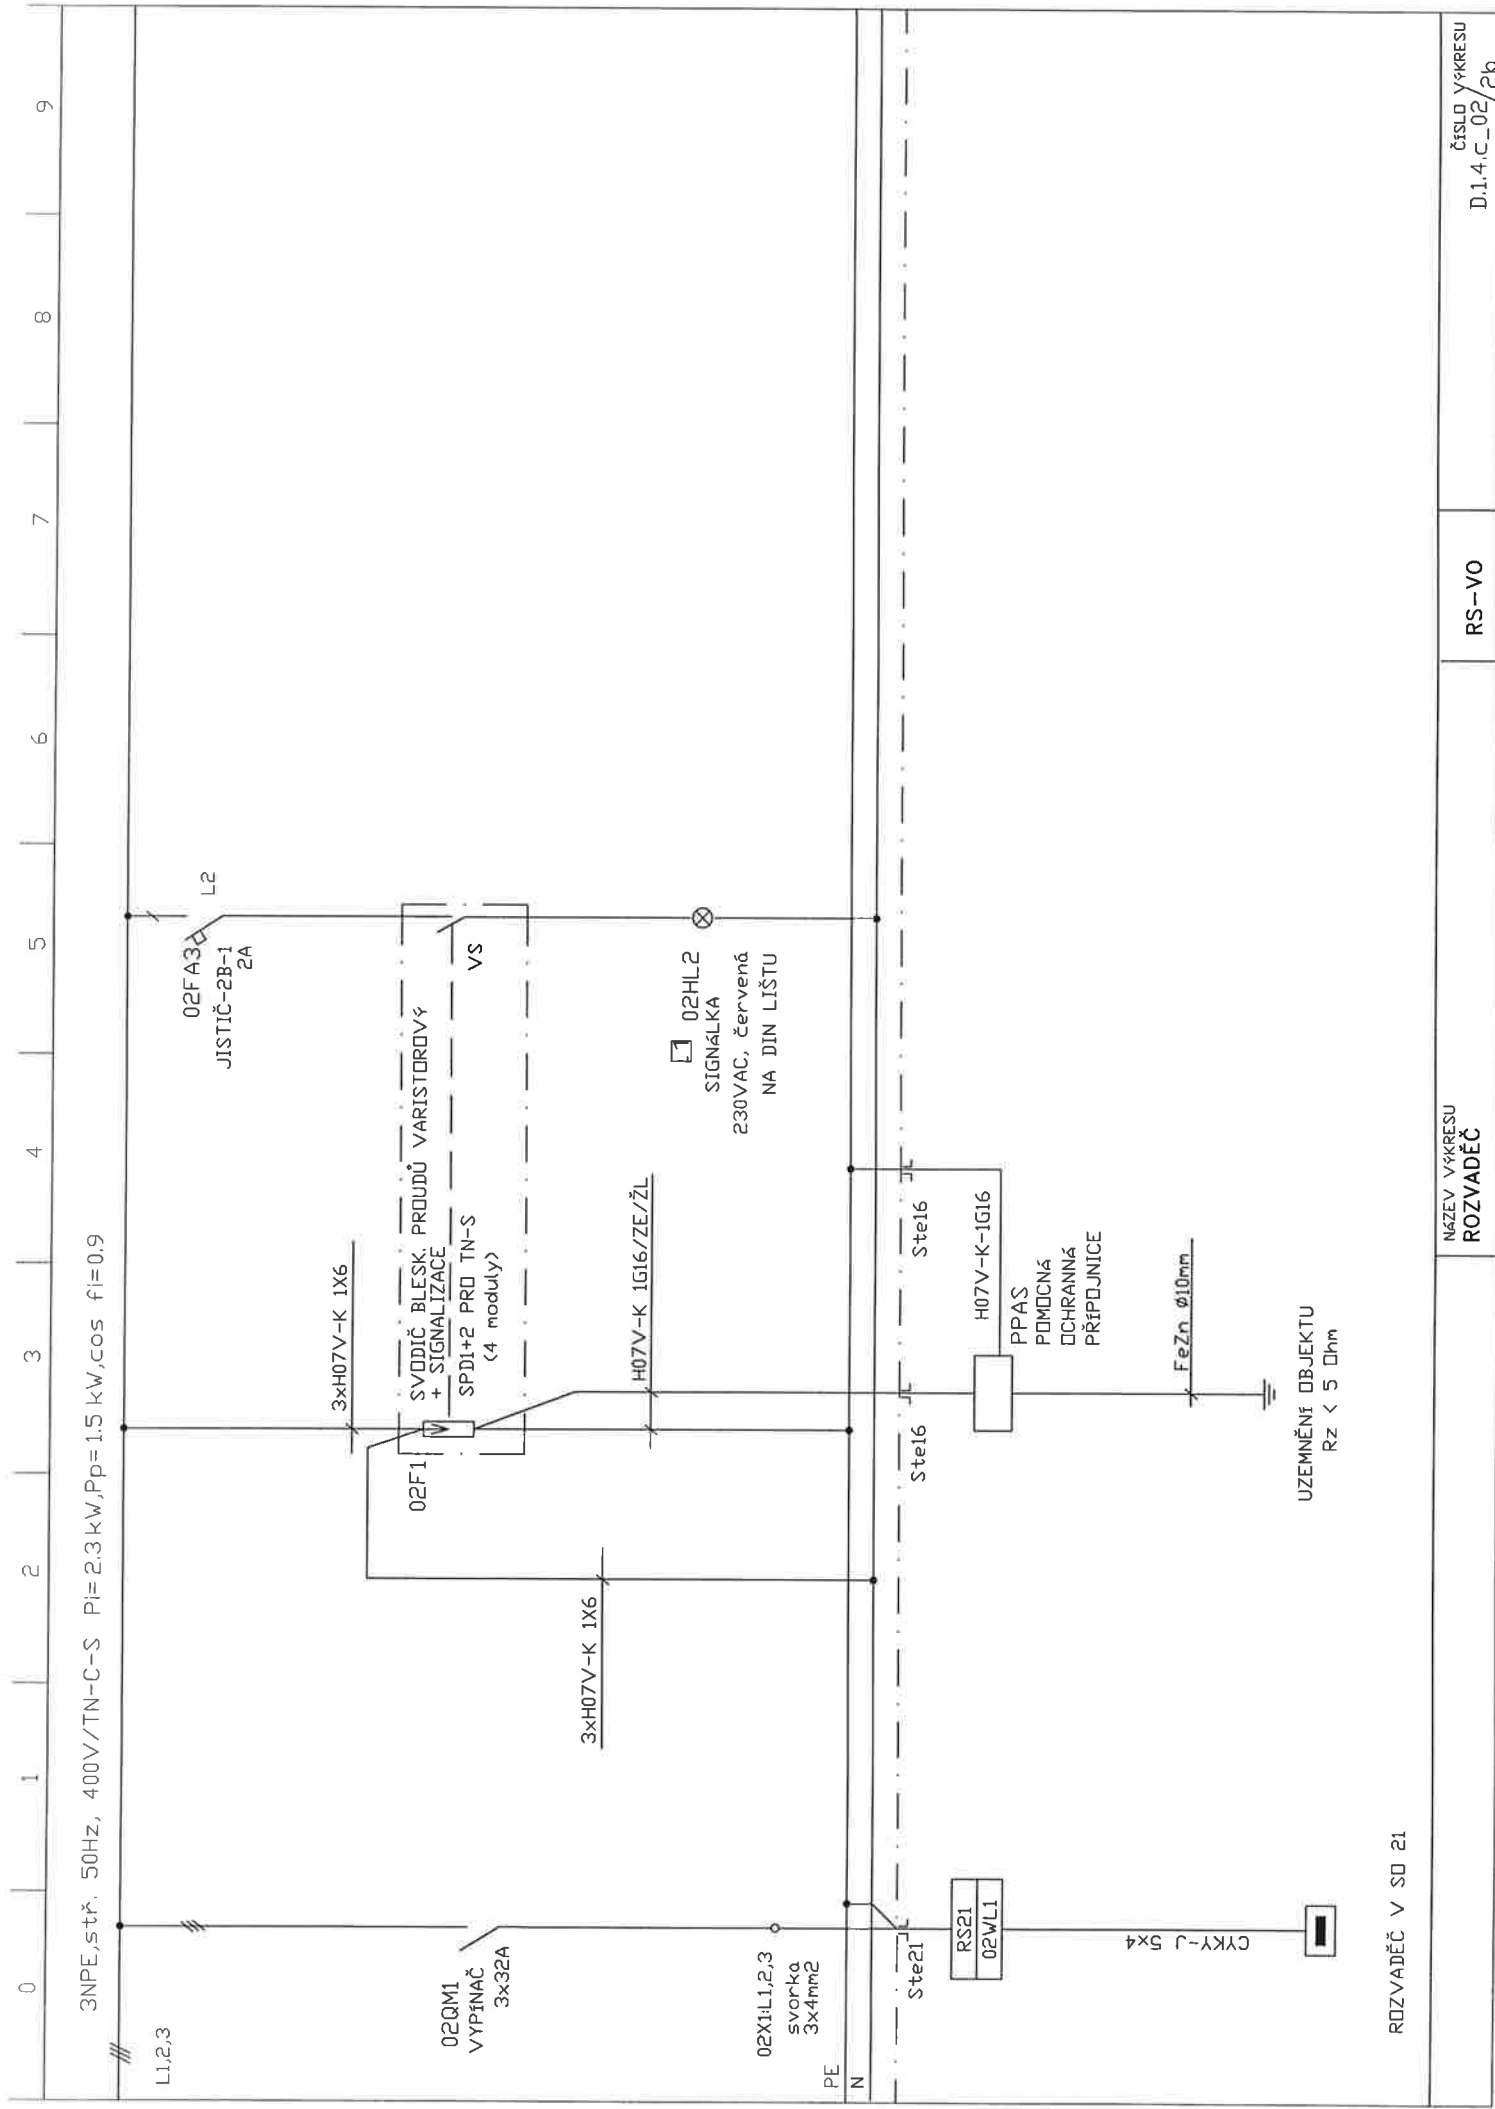 0 1 2 3 4 5 6 7 8 9
3NPE,stř. 50Hz, 400V/TN-C-S Pi=2.3kW,Pp=1.5kW,cos fi=0.9
L1,2,3
02QM1
VYPÍNAČ
3x32A
02X1:L1,2,3
svorka
3x4mm2
PE
N
Ste21
RS21
02WL1
CYKY-J 5x4
ROZVADĚČ V SO 21
3xH07V-K 1X6
3xH07V-K 1X6
02F1
SVODIČ BLESK. PROUDŮ VARISTOROVÝ
+ SIGNALIZACE
SPD1+2 PRO TN-S
(4 moduly)
VS
H07V-K 1G16/ZE/ŽL
Ste16
Ste16
H07V-K-1G16
PPAS
POMOCNÁ
OCHRANNÁ
PŘÍPOJNICE
FeZn ø10mm
UZEMNĚNÍ OBJEKTU
Rz < 5 Ohm
02FA3
L2
JISTIČ-2B-1
2A
1 02HL2
SIGNÁLKA
230VAC, červená
NA DIN LIŠTU
NÁZEV VÝKRESU
ROZVADĚČ
RS-VO
ČÍSLO VÝKRESU
D.1.4.C_02/2b